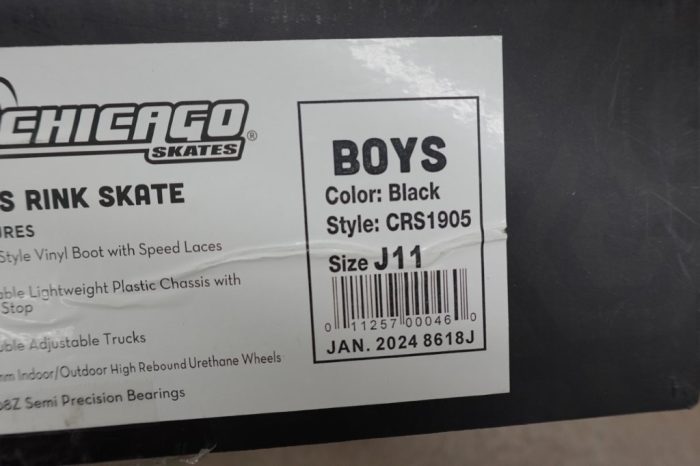 CHICAGO®
SKATES
S RINK SKATE
URES
Style Vinyl Boot with Speed Laces
able Lightweight Plastic Chassis with
Stop
uble Adjustable Trucks
mm Indoor/Outdoor High Rebound Urethane Wheels
08Z Semi Precision Bearings
BOYS
Color: Black
Style: CRS1905
Size J11
0 11257 00046 0
JAN. 2024 8618J